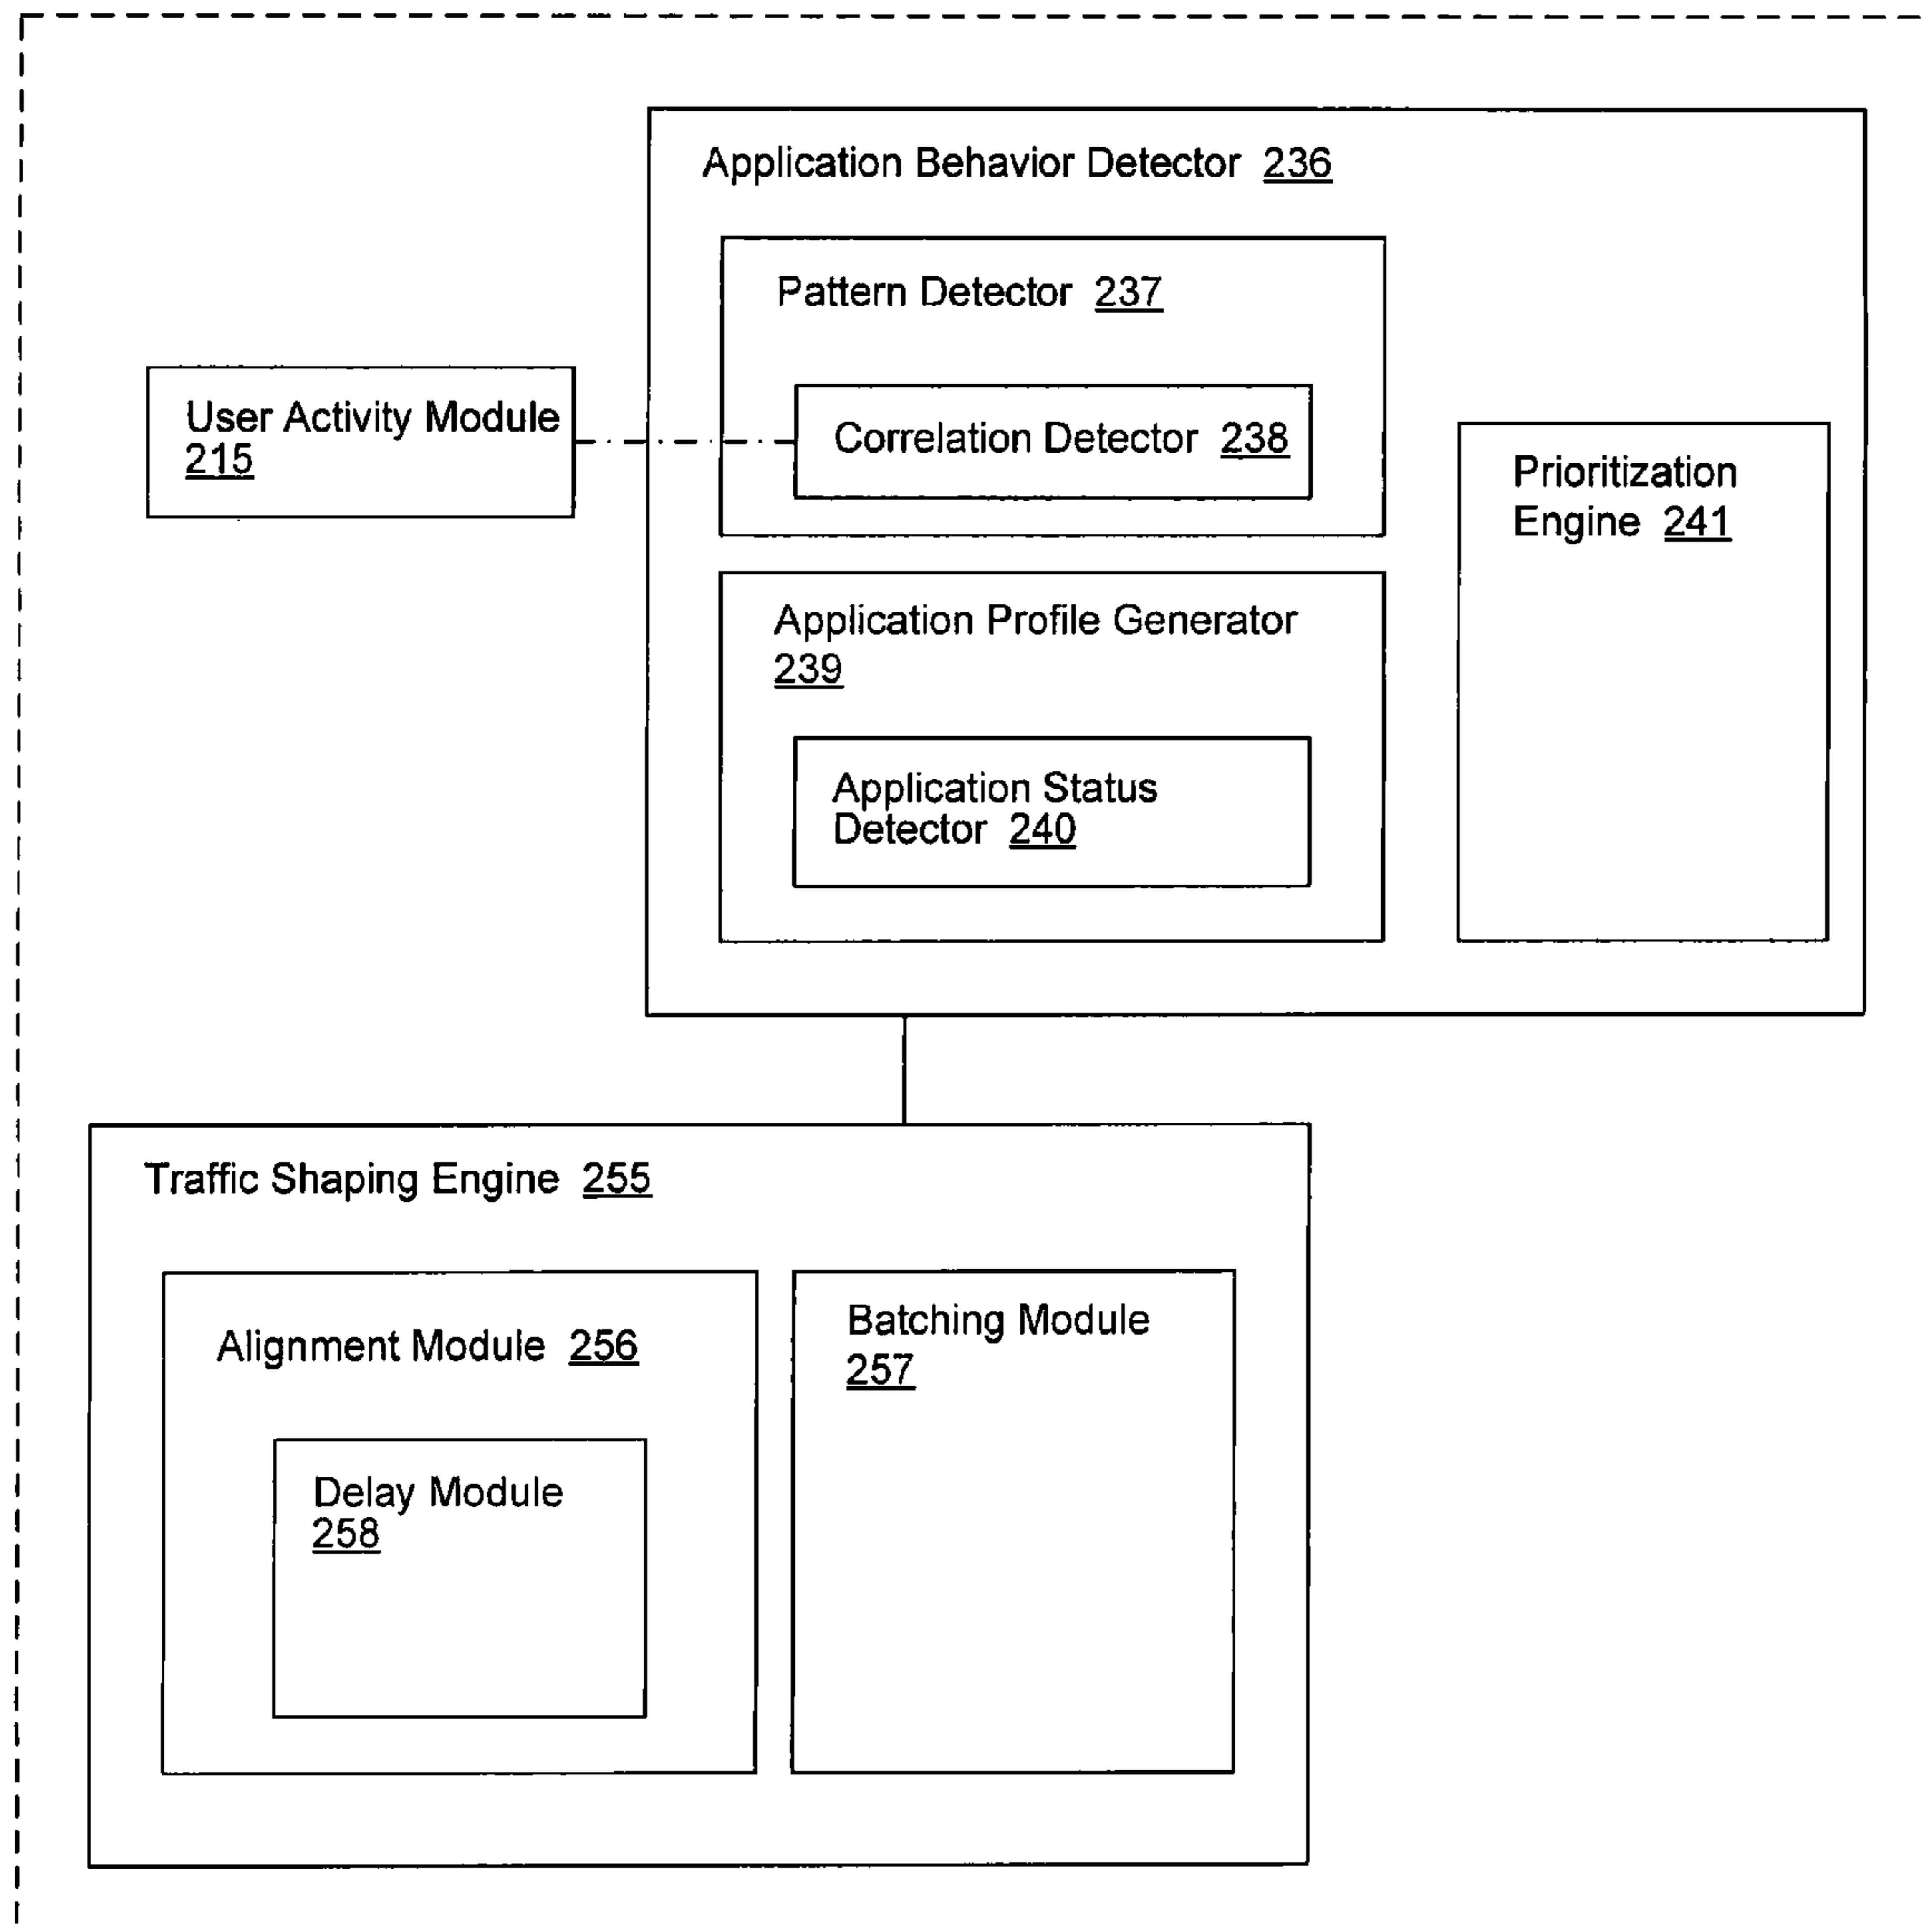 Application Behavior Detector 236
Pattern Detector 237
User Activity Module
215
Correlation Detector 238
Prioritization
Engine 241
Application Profile Generator
239
Application Status
Detector 240
Traffic Shaping Engine 255
Alignment Module 256
Batching Module
257
Delay Module
258